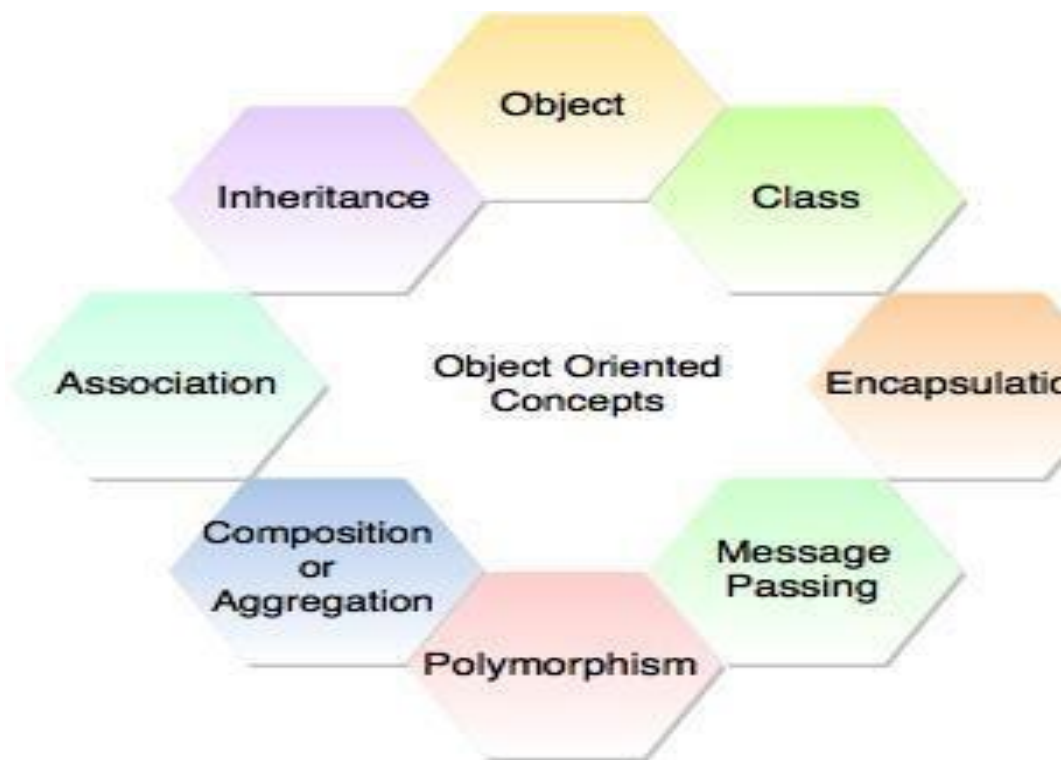 Object
Inheritance
Class
Association
Object Oriented
Concepts
Encapsulatio
Composition
or
Aggregation
Message
Passing
Polymorphism